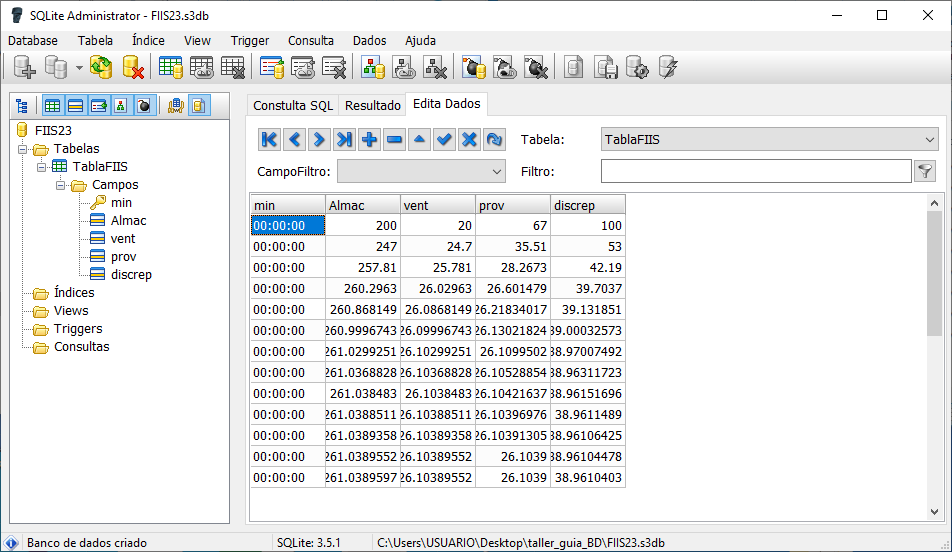 SQLite Administrator - FIIS23.s3db
Database Tabela Índice View Trigger Consulta Dados Ajuda
Constulta SQL Resultado Edita Dados
Tabela: TablaFIIS
CampoFiltro: Filtro:
FIIS23
Tabelas
TablaFIIS
Campos
min
Almac
vent
prov
discrep
Índices
Views
Triggers
Consultas
min Almac vent prov discrep
00:00:00 200 20 67 100
00:00:00 247 24.7 35.51 53
00:00:00 257.81 25.781 28.2673 42.19
00:00:00 260.2963 26.02963 26.601479 39.7037
00:00:00 260.868149 26.0868149 26.21834017 39.131851
00:00:00 260.9996743 26.09996743 26.13021824 39.00032573
00:00:00 261.0299251 26.10299251 26.1099502 38.97007492
00:00:00 261.0368828 26.10368828 26.10528854 38.96311723
00:00:00 261.038483 26.1038483 26.10421637 38.96151696
00:00:00 261.0388511 26.10388511 26.10396976 38.9611489
00:00:00 261.0389358 26.10389358 26.10391305 38.96106425
00:00:00 261.0389552 26.10389552 26.1039 38.96104478
00:00:00 261.0389597 26.10389552 26.1039 38.9610403
Banco de dados criado SQLite: 3.5.1 C:\Users\USUARIO\Desktop\taller_guia_BD\FIIS23.s3db